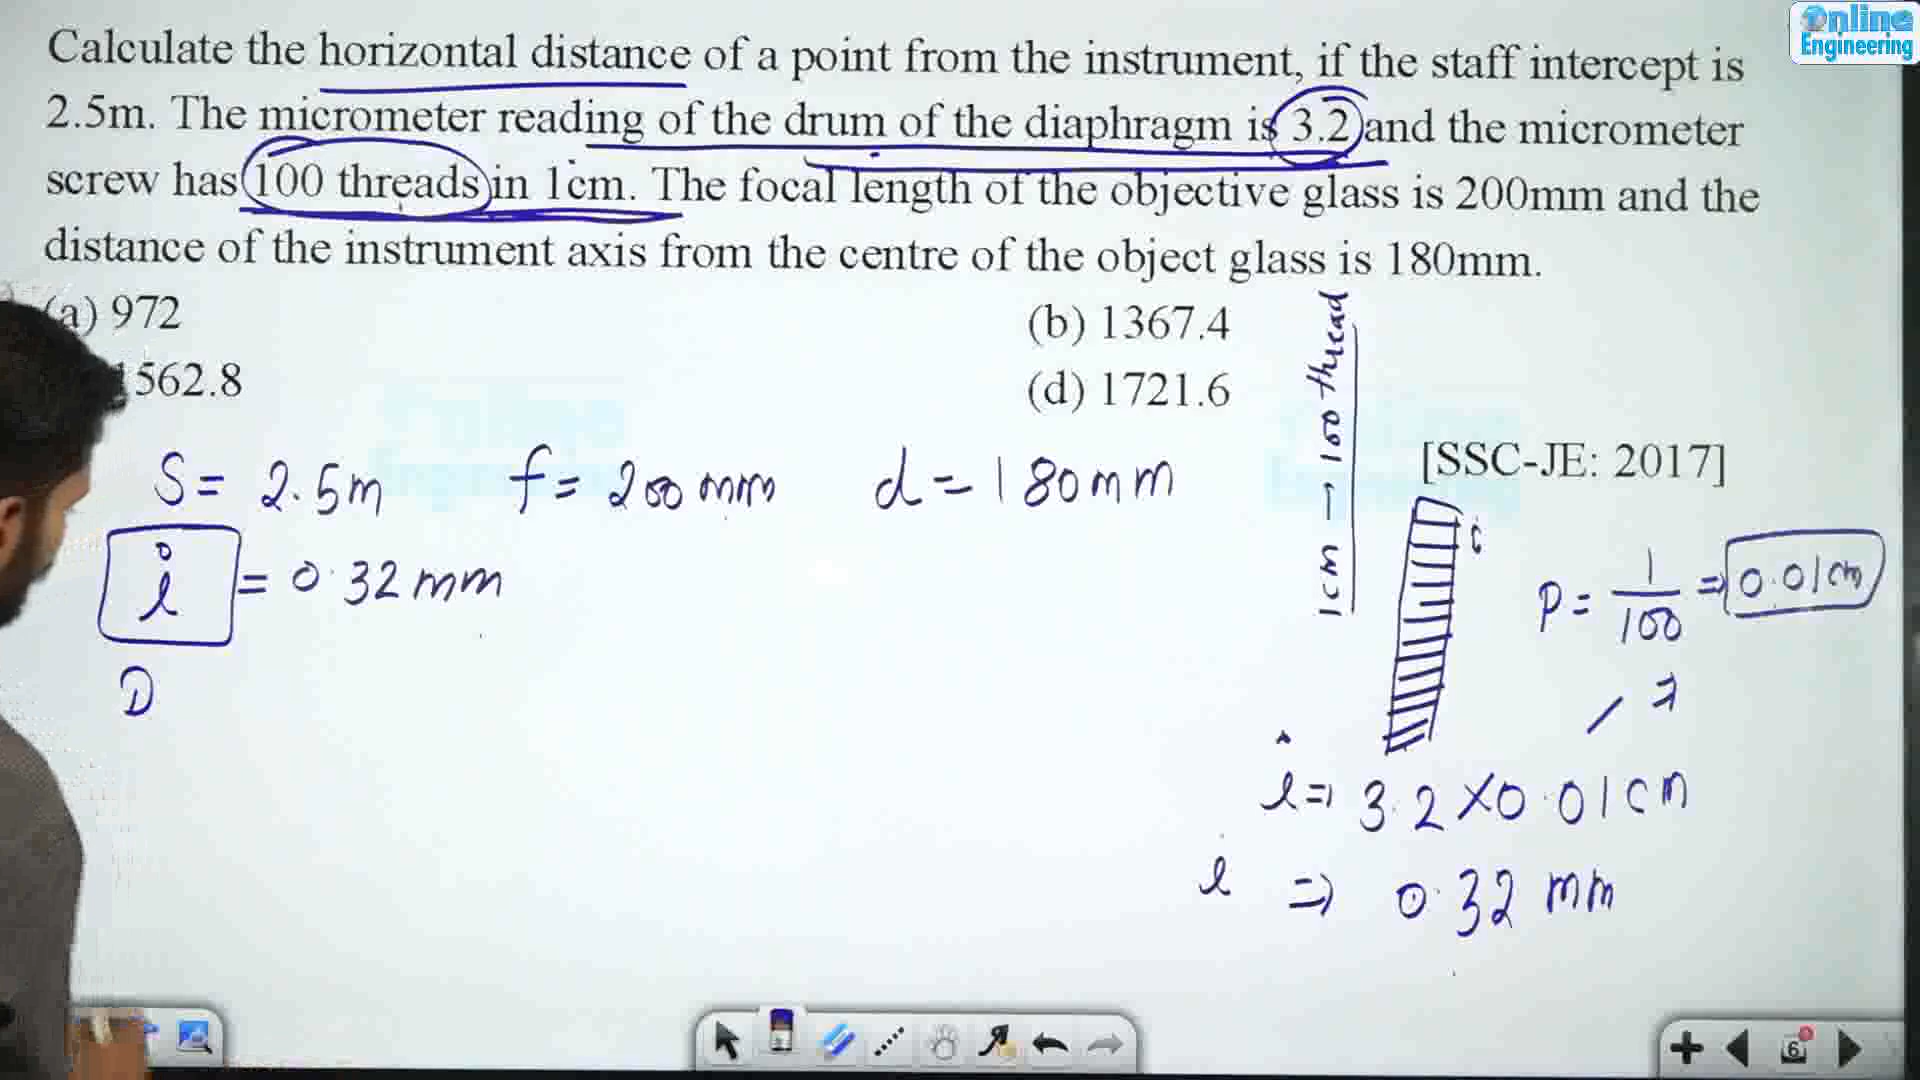 Online
Engineering
Calculate the horizontal distance of a point from the instrument, if the staff intercept is
2.5m. The micrometer reading of the drum of the diaphragm is 3.2 and the micrometer
screw has 100 threads in 1cm. The focal length of the objective glass is 200mm and the
distance of the instrument axis from the centre of the object glass is 180mm.
(a) 972
(b) 1367.4
1562.8
(d) 1721.6
1cm — 100 thread
[SSC-JE: 2017]
S = 2.5m f = 200 mm d = 180mm
i = 0.32 mm
i
P = 1/100 ⇒ 0.01cm
D
i ⇒ 3.2 × 0.01 cm
i ⇒ 0.32 mm
6